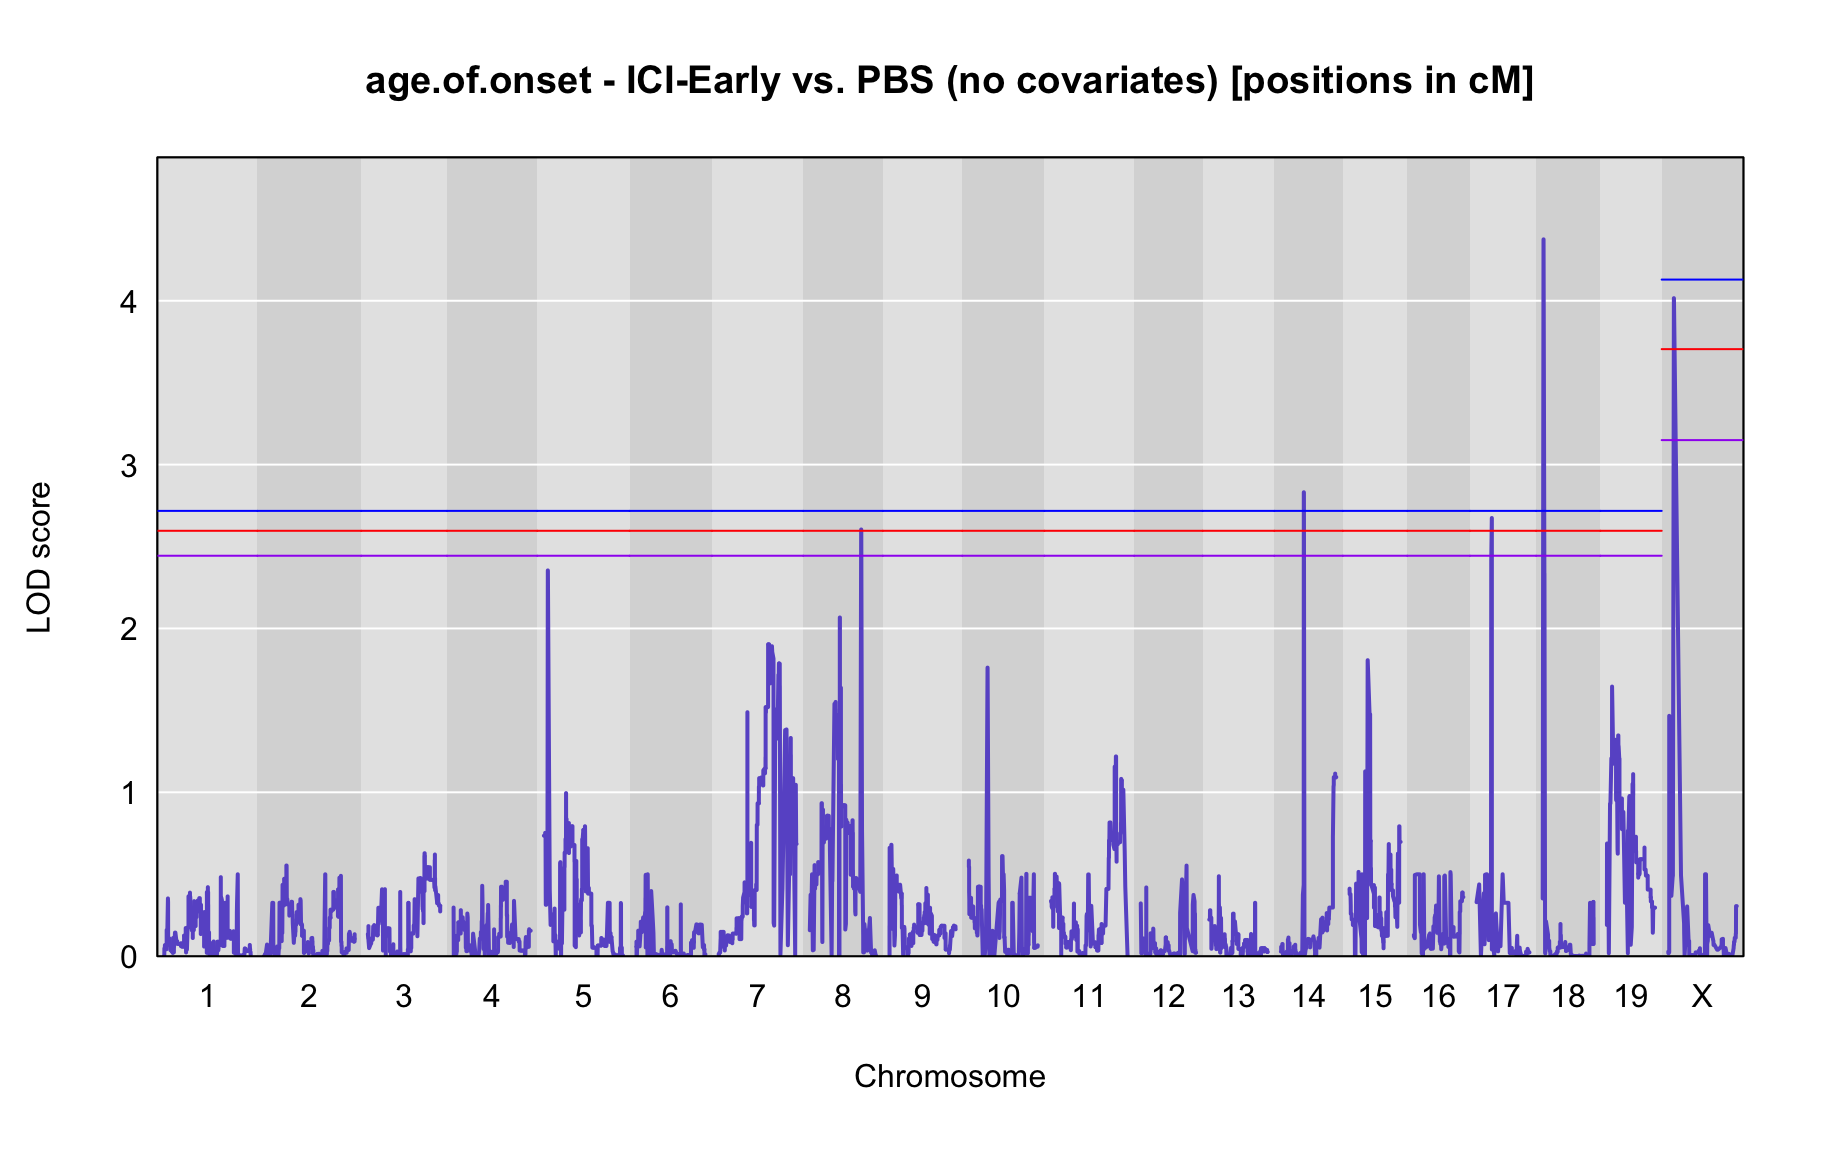 age.of.onset - ICI-Early vs. PBS (no covariates) [positions in cM]
LOD score
4
3
2
1
0
1 2 3 4 5 6 7 8 9 10 11 12 13 14 15 16 17 18 19 X
Chromosome